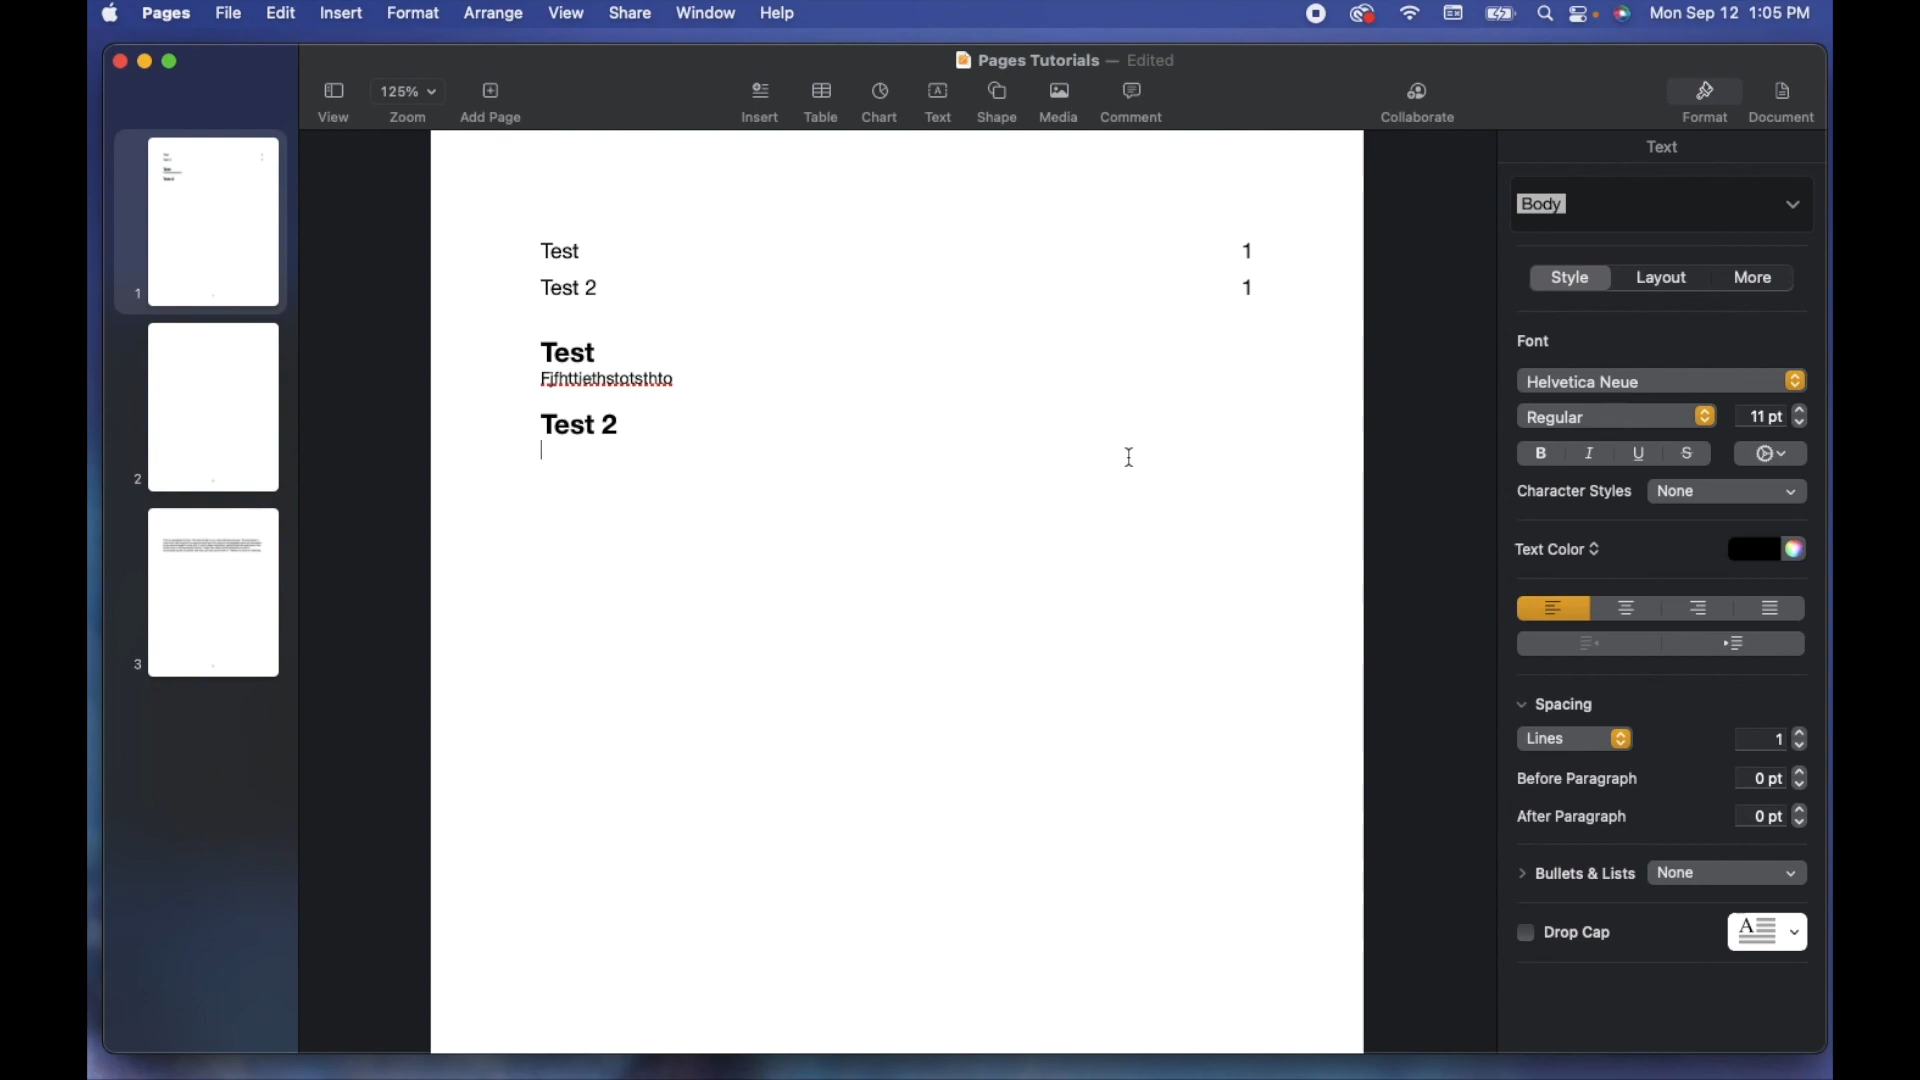 Pages File Edit Insert Format Arrange View Share Window Help Mon Sep 12 1:05 PM
Pages Tutorials — Edited
125%
View Zoom Add Page Insert Table Chart Text Shape Media Comment Collaborate Format Document
Text
Body
Style Layout More
Font
Helvetica Neue
Regular 11 pt
B I U S
Character Styles None
Text Color
Spacing
Lines 1
Before Paragraph 0 pt
After Paragraph 0 pt
Bullets & Lists None
Drop Cap A
1
2
3
Test 1
Test 2 1
Test
Fjfhttiethstotsthto
Test 2